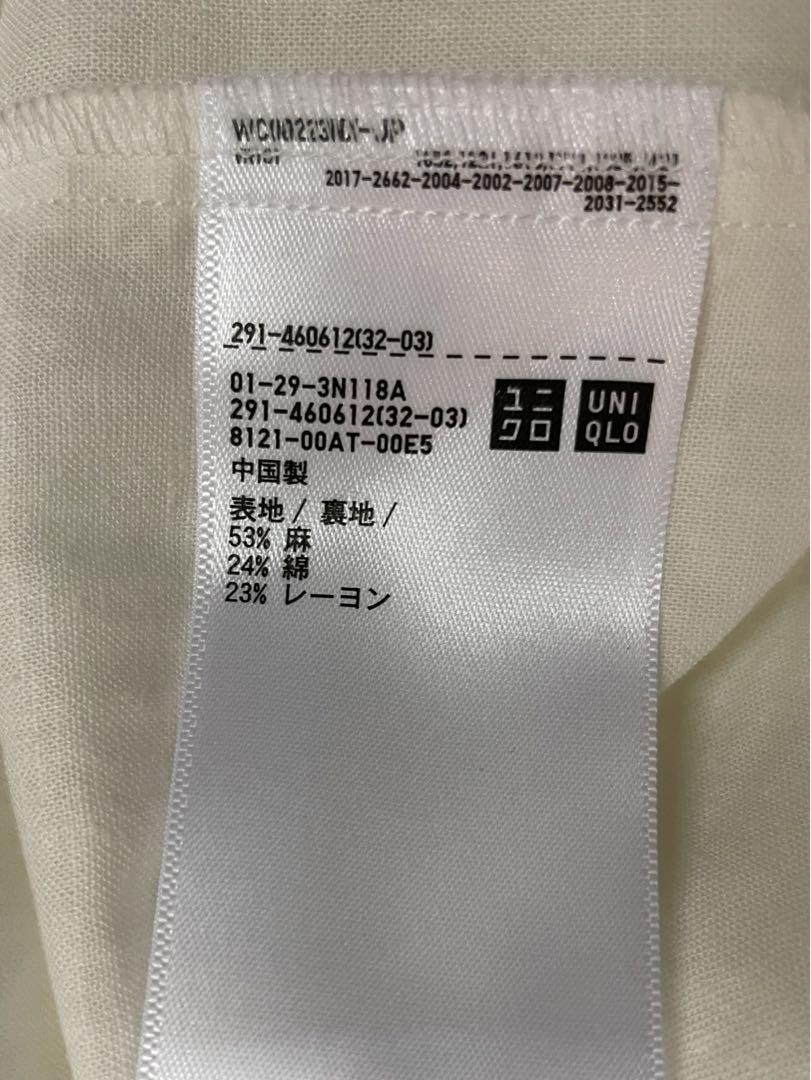 2017-2662-2004-2002-2007-2008-2015-
2031-2552
291-460612(32-03)
01-29-3N118A
291-460612(32-03)
8121-00AT-00E5
中国製
表地 / 裏地 /
53% 麻
24% 綿
23% レーヨン
ユニ
クロ
UNI
QLO